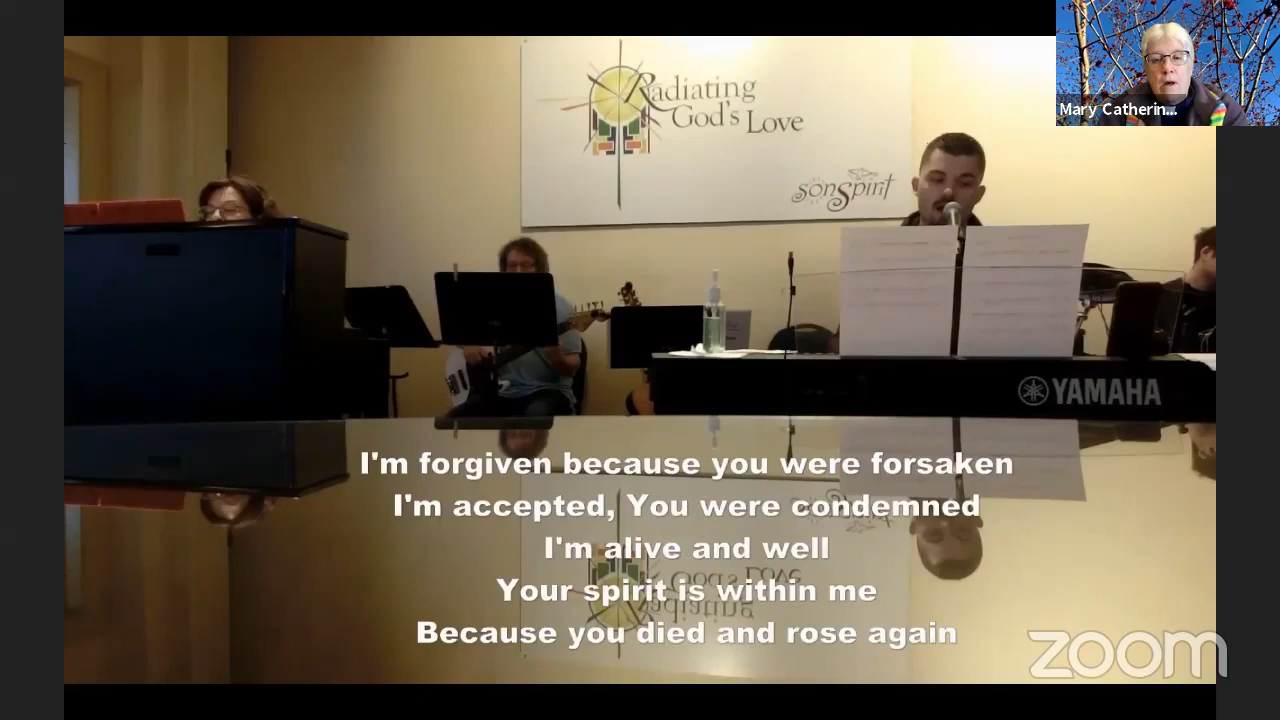 Mary Catherin...
Radiating
God's Love
sonSpirit
YAMAHA
I'm forgiven because you were forsaken
I'm accepted, You were condemned
I'm alive and well
Your spirit is within me
Because you died and rose again
zoom